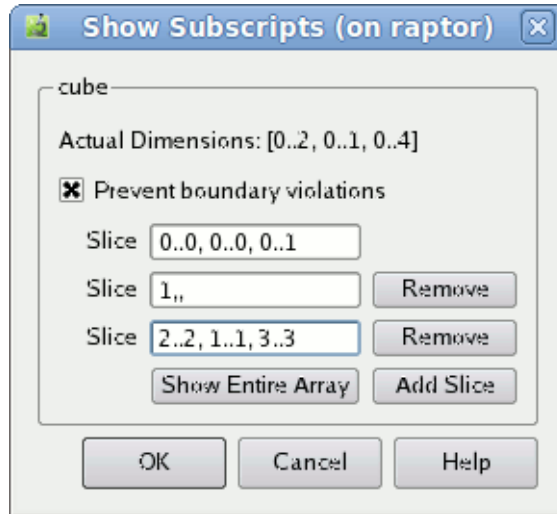 Show Subscripts (on raptor)
cube
Actual Dimensions: [0..2, 0..1, 0..4]
Prevent boundary violations
Slice 0..0, 0..0, 0..1
Slice 1,, Remove
Slice 2..2, 1..1, 3..3 Remove
Show Entire Array Add Slice
OK Cancel Help